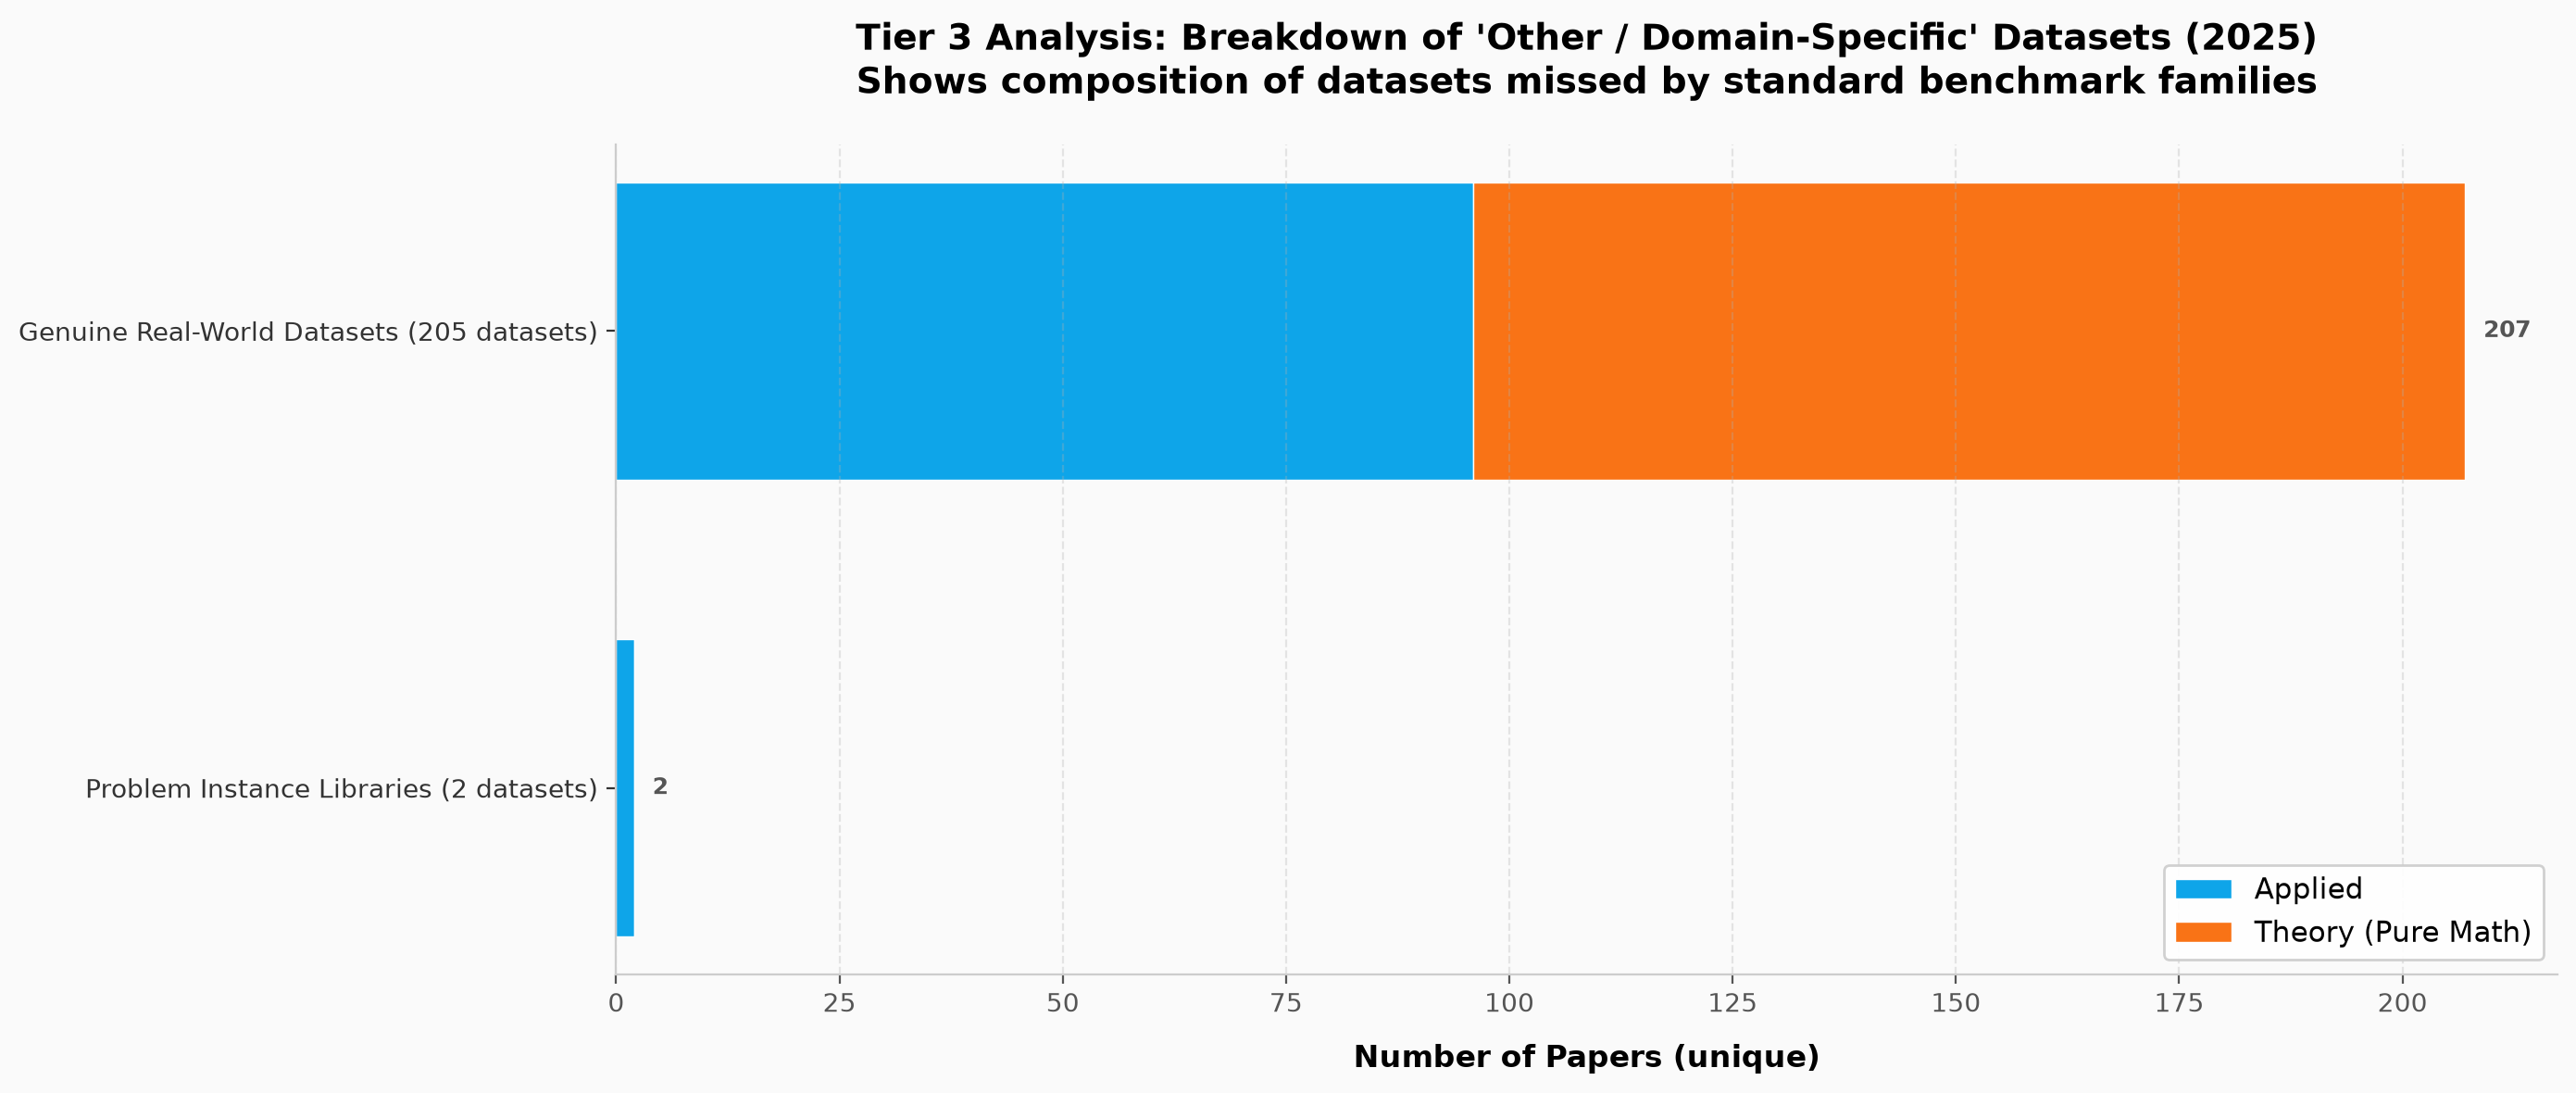 Tier 3 Analysis: Breakdown of 'Other / Domain-Specific' Datasets (2025)
Shows composition of datasets missed by standard benchmark families
Genuine Real-World Datasets (205 datasets)
207
Problem Instance Libraries (2 datasets)
2
Applied
Theory (Pure Math)
0 25 50 75 100 125 150 175 200
Number of Papers (unique)